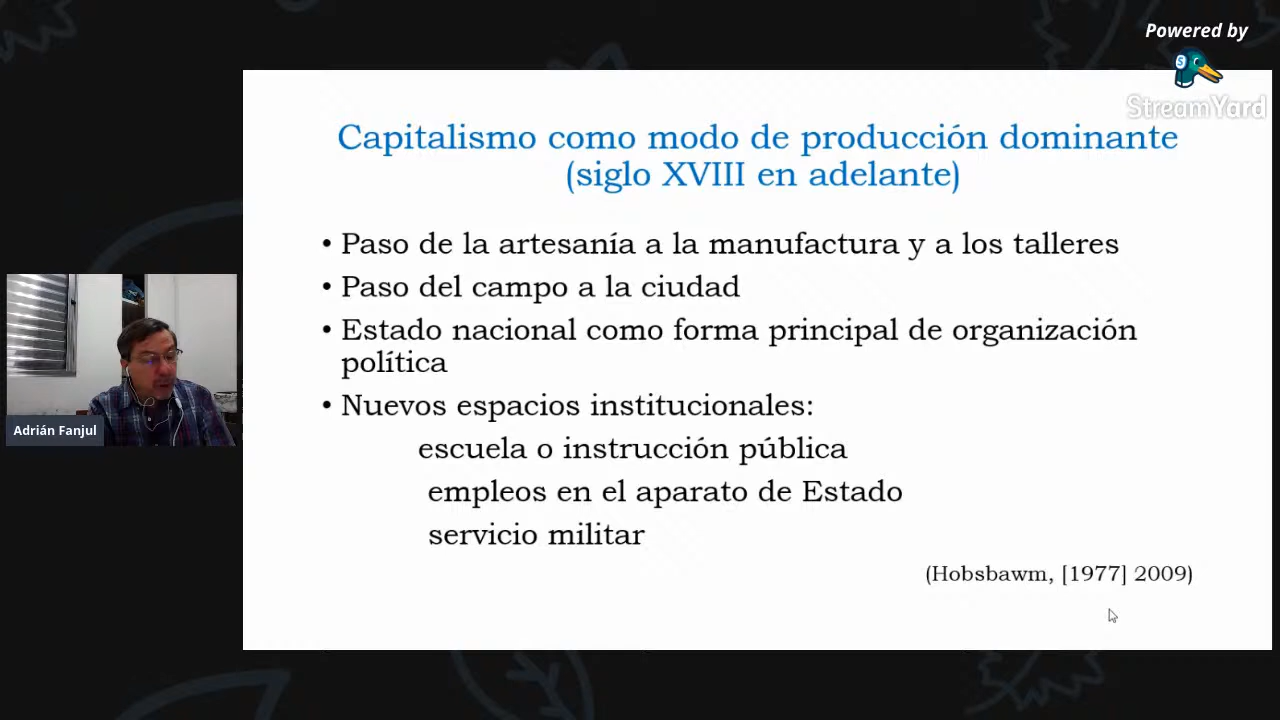 Powered by
StreamYard
Capitalismo como modo de producción dominante
(siglo XVIII en adelante)
• Paso de la artesanía a la manufactura y a los talleres
• Paso del campo a la ciudad
• Estado nacional como forma principal de organización
política
• Nuevos espacios institucionales:
escuela o instrucción pública
empleos en el aparato de Estado
servicio militar
(Hobsbawm, [1977] 2009)
Adrián Fanjul